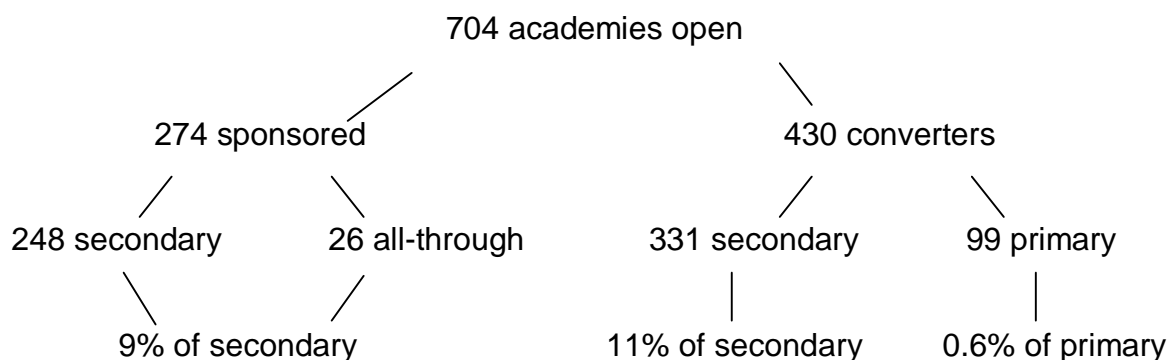 704 academies open
274 sponsored 430 converters
248 secondary 26 all-through 331 secondary 99 primary
9% of secondary 11% of secondary 0.6% of primary